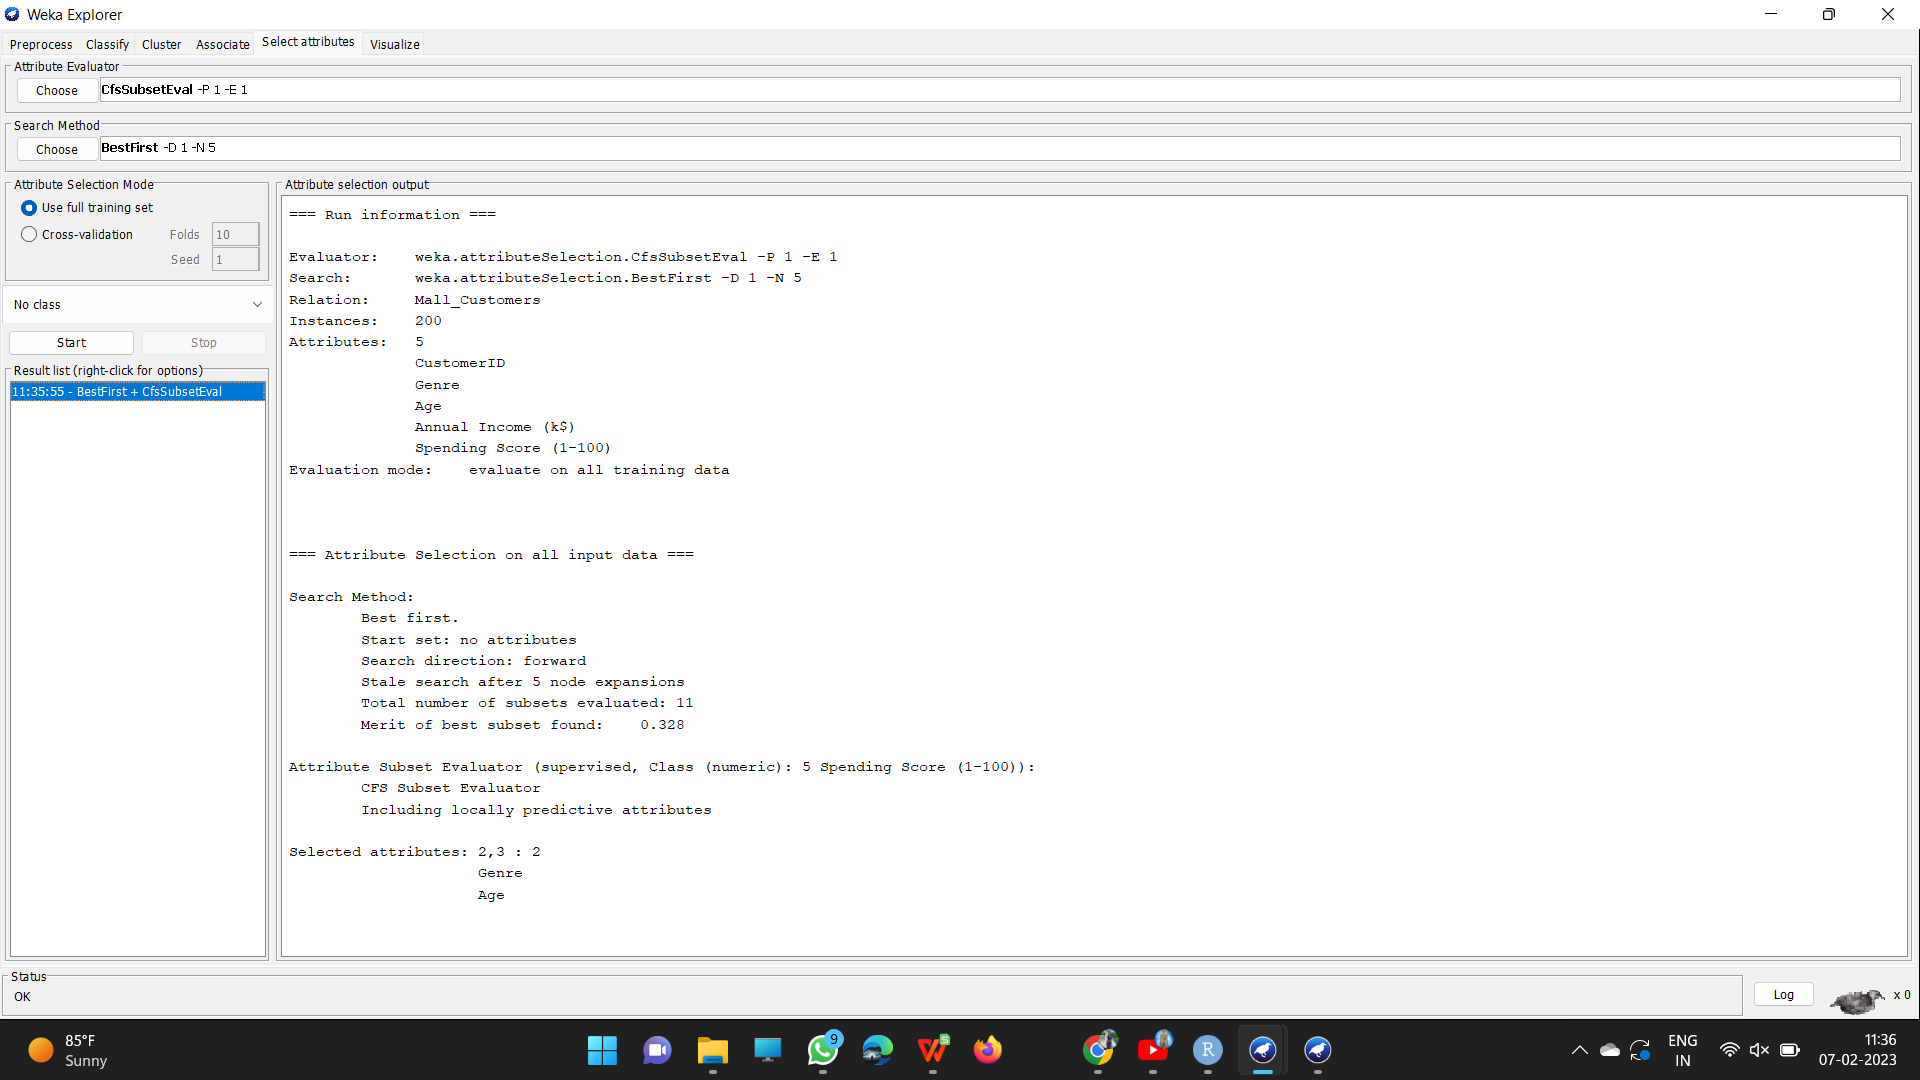 Weka Explorer
Preprocess Classify Cluster Associate Select attributes Visualize
Attribute Evaluator
Choose CfsSubsetEval -P 1 -E 1
Search Method
Choose BestFirst -D 1 -N 5
Attribute Selection Mode
Use full training set
Cross-validation Folds 10
Seed 1
No class
Start Stop
Result list (right-click for options)
11:35:55 - BestFirst + CfsSubsetEval
Attribute selection output
=== Run information ===
Evaluator: weka.attributeSelection.CfsSubsetEval -P 1 -E 1
Search: weka.attributeSelection.BestFirst -D 1 -N 5
Relation: Mall_Customers
Instances: 200
Attributes: 5
CustomerID
Genre
Age
Annual Income (k$)
Spending Score (1-100)
Evaluation mode: evaluate on all training data
=== Attribute Selection on all input data ===
Search Method:
Best first.
Start set: no attributes
Search direction: forward
Stale search after 5 node expansions
Total number of subsets evaluated: 11
Merit of best subset found: 0.328
Attribute Subset Evaluator (supervised, Class (numeric): 5 Spending Score (1-100)):
CFS Subset Evaluator
Including locally predictive attributes
Selected attributes: 2,3 : 2
Genre
Age
Status
OK
Log x 0
85°F
Sunny
9
W S
R
ENG
IN
11:36
07-02-2023